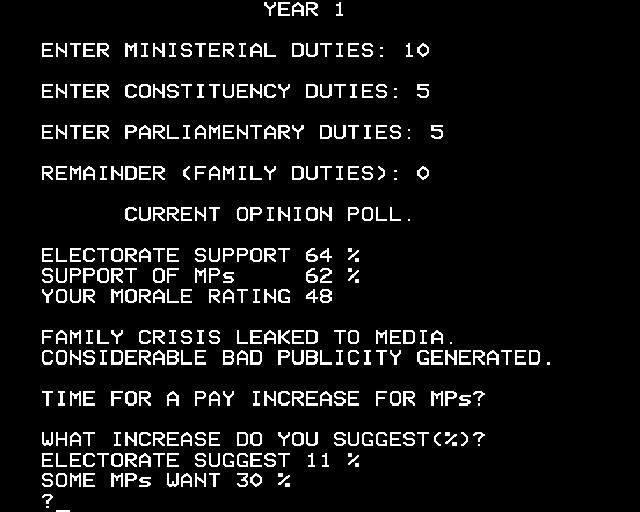 YEAR 1
ENTER MINISTERIAL DUTIES: 10
ENTER CONSTITUENCY DUTIES: 5
ENTER PARLIAMENTARY DUTIES: 5
REMAINDER (FAMILY DUTIES): 0
CURRENT OPINION POLL.
ELECTORATE SUPPORT 64 %
SUPPORT OF MPs 62 %
YOUR MORALE RATING 48
FAMILY CRISIS LEAKED TO MEDIA.
CONSIDERABLE BAD PUBLICITY GENERATED.
TIME FOR A PAY INCREASE FOR MPs?
WHAT INCREASE DO YOU SUGGEST(%)?
ELECTORATE SUGGEST 11 %
SOME MPs WANT 30 %
?_